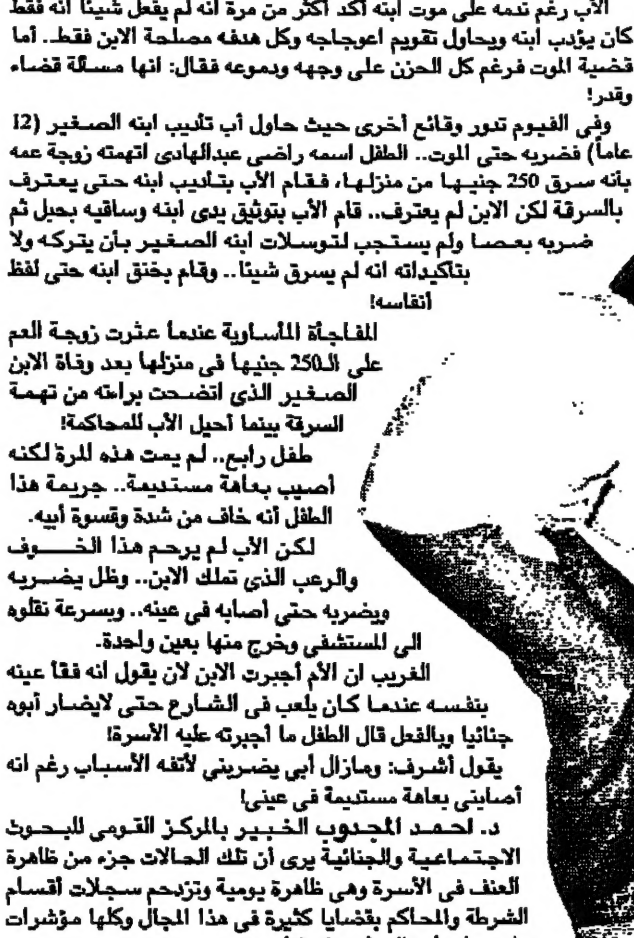 الأب رغم ندمه على موت ابنه أكد أكثر من مرة أنه لم يفعل شيئا أنه فقط
كان يؤدب ابنه ويحاول تقويم اعوجاجه وكل هدفه مصلحة الابن فقط.. أما
قضية الموت فرغم كل الحزن على وجهه ودموعه فقال: انها مسألة قضاء
وقدر!
وفى الفيوم تدور وقائع أخرى حيث حاول أب تأديب ابنه الصغير (12
عاماً) فضربه حتى الموت.. الطفل اسمه راضى عبدالهادى اتهمته زوجة عمه
بأنه سرق 250 جنيها من منزلها، فقام الأب بتأديب ابنه حتى يعترف
بالسرقة لكن الابن لم يعترف.. قام الأب بتوثيق يدى ابنه وساقيه بحبل ثم
ضربه بعصا ولم يستجب لتوسلات ابنه الصغير بأن يتركه ولا
بتأكيداته انه لم يسرق شيئا.. وقام بخنق ابنه حتى لفظ
أنفاسه!
المفاجأة المأساوية عندما عثرت زوجة العم
على الـ250 جنيها فى منزلها بعد وفاة الابن
الصغير الذى اتضحت براءته من تهمة
السرقة بينما أحيل الأب للمحاكمة!
طفل رابع.. لم يمت هذه المرة لكنه
أصيب بعاهة مستديمة.. جريمة هذا
الطفل أنه خاف من شدة وقسوة أبيه.
لكن الأب لم يرحم هذا الخوف
والرعب الذي تملك الابن.. وظل يضربه
ويضربه حتى أصابه فى عينه.. وبسرعة نقلوه
الى المستشفى وخرج منها بعين واحدة.
الغريب ان الأم أجبرت الابن لان يقول انه فقأ عينه
بنفسه عندما كان يلعب فى الشارع حتى لايضار أبوه
جنائيا وبالفعل قال الطفل ما أجبرته عليه الأسرة!
يقول أشرف: ومازال أبي يضربني لأتفه الأسباب رغم انه
أصابنى بعاهة مستديمة فى عينى!
د. أحمد المجدوب الخبير بالمركز القومي للبحوث
الاجتماعية والجنائية يرى أن تلك الحالات جزء من ظاهرة
العنف فى الأسرة وهى ظاهرة يومية وتزدحم سجلات أقسام
الشرطة والمحاكم بقضايا كثيرة فى هذا المجال وكلها مؤشرات